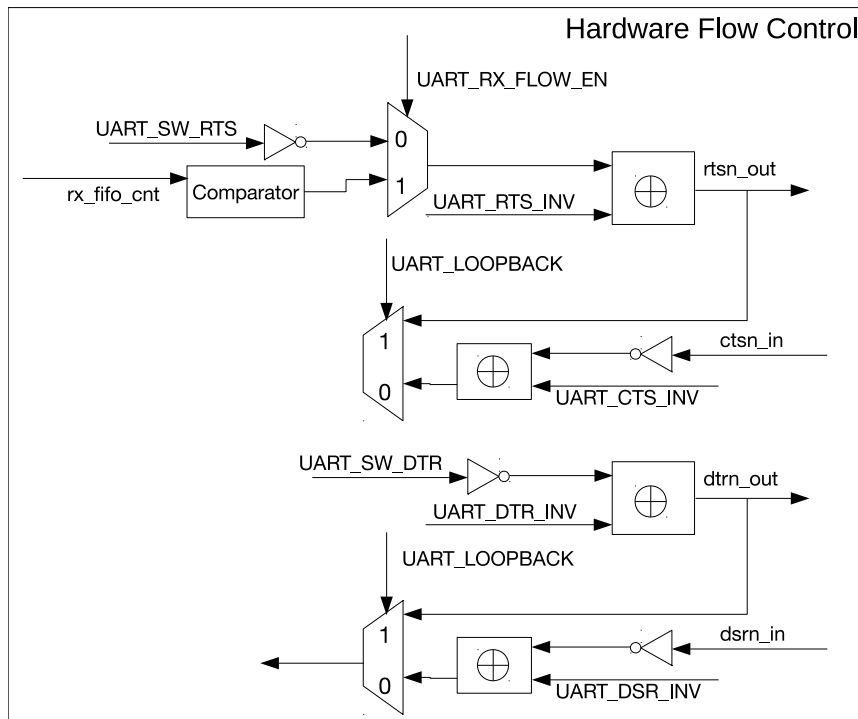 Hardware Flow Control
UART_RX_FLOW_EN
UART_SW_RTS
0
rx_fifo_cnt
Comparator
1
UART_RTS_INV
rtsn_out
UART_LOOPBACK
1
ctsn_in
0
UART_CTS_INV
UART_SW_DTR
dtrn_out
UART_DTR_INV
UART_LOOPBACK
1
dsrn_in
0
UART_DSR_INV